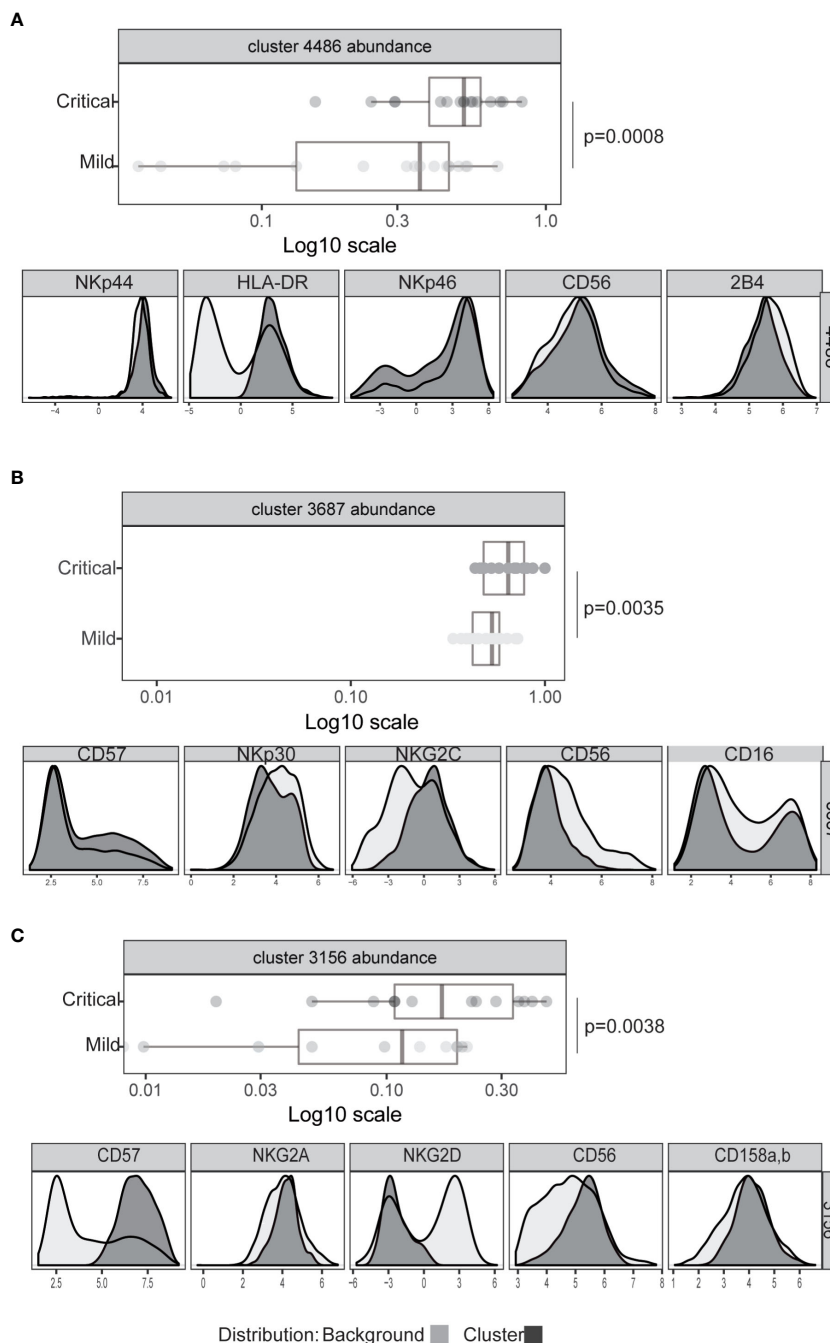 A
cluster 4486 abundance
Critical
p=0.0008
Mild
0.1 0.3 1.0
Log10 scale
NKp44 HLA-DR NKp46 CD56 2B4
−4 0 4 −5 0 5 −3 0 3 6 4 6 8 3 4 5 6 7
B
cluster 3687 abundance
Critical
p=0.0035
Mild
0.01 0.10 1.00
Log10 scale
CD57 NKp30 NKG2C CD56 CD16
2.5 5.0 7.5 0 2 4 6 −6 −3 0 3 6 4 6 8 2 4 6 8
C
cluster 3156 abundance
Critical
p=0.0038
Mild
0.01 0.03 0.10 0.30
Log10 scale
CD57 NKG2A NKG2D CD56 CD158a,b
2.5 5.0 7.5 0 2 4 6 −6 −3 0 3 6 3 4 5 6 7 8 1 2 3 4 5 6
Distribution: Background Cluster